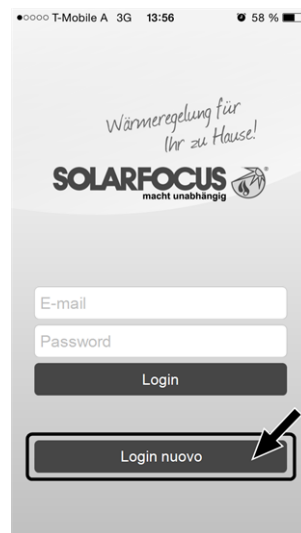 ●○○○○ T-Mobile A 3G 13:56 58 %
Wärmeregelung für
Ihr zu Hause!
SOLARFOCUS
macht unabhängig
E-mail
Password
Login
Login nuovo